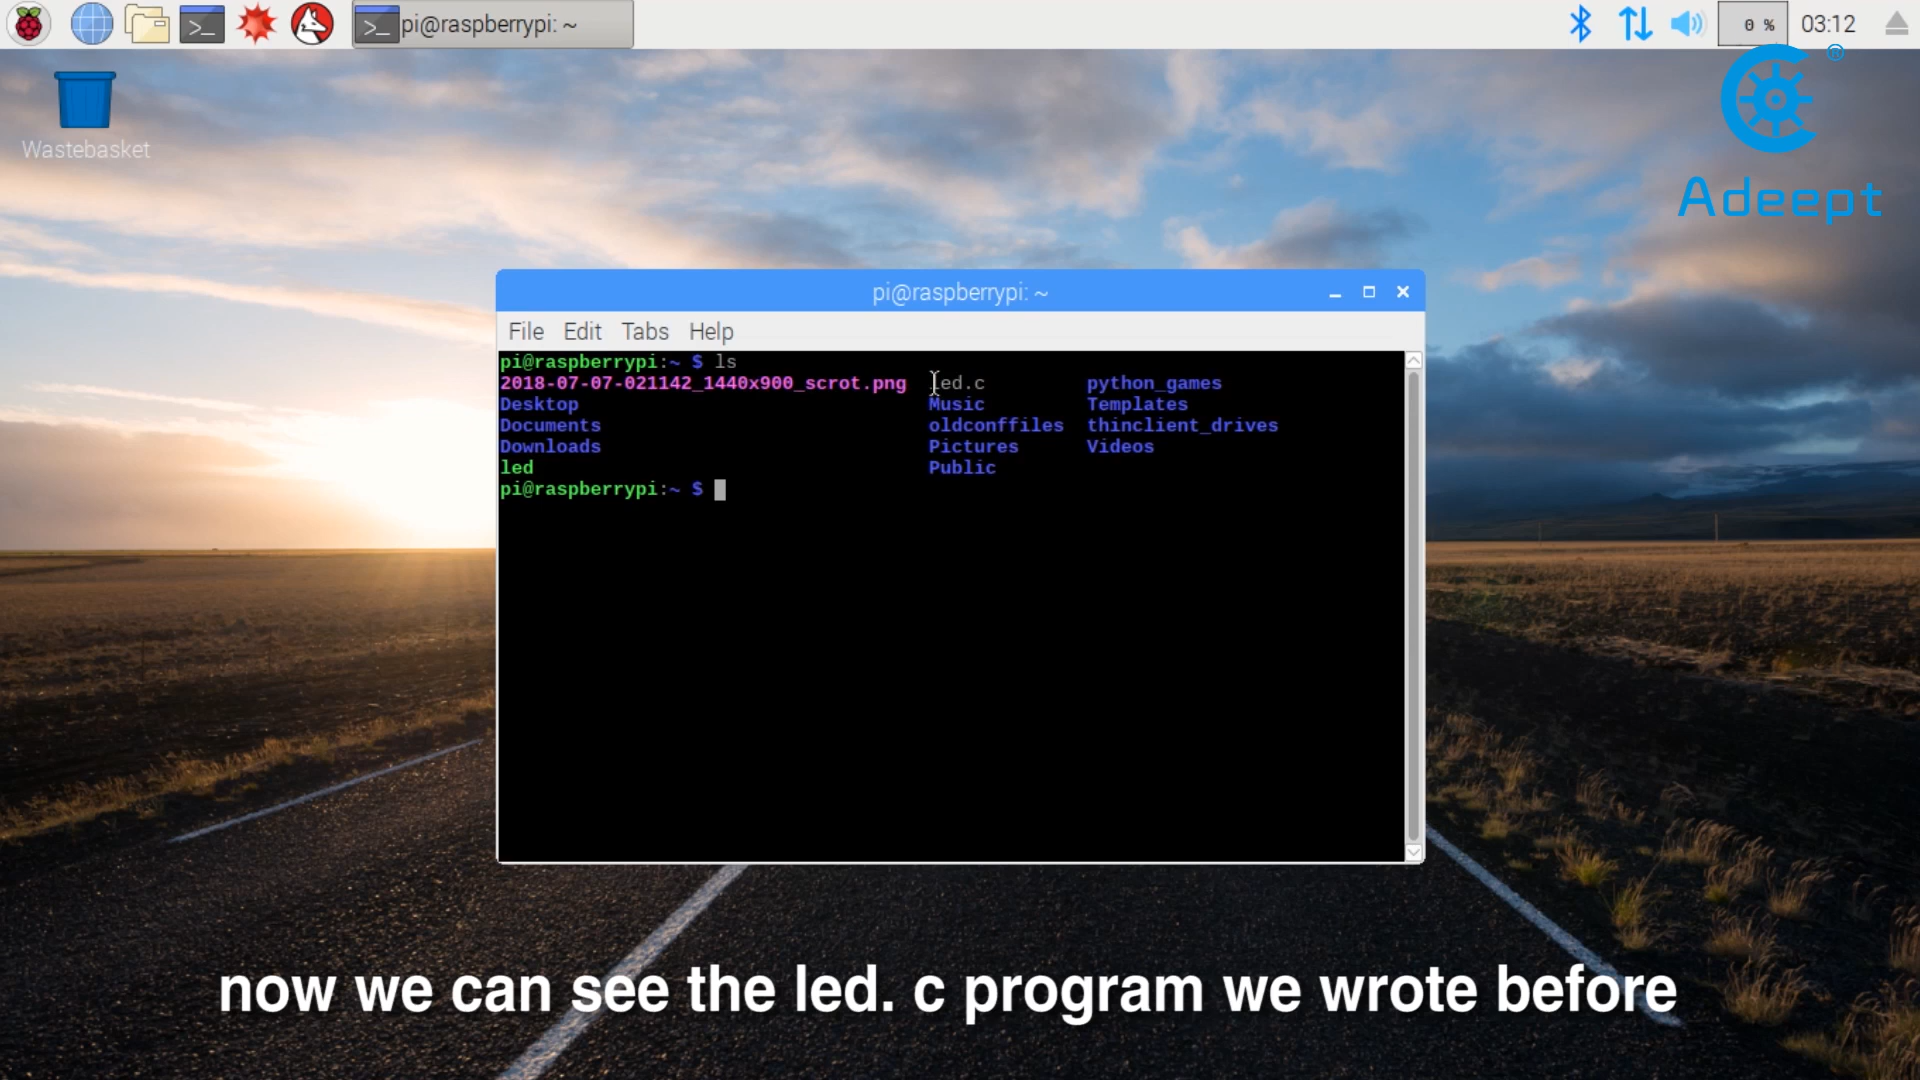 pi@raspberrypi: ~
0 %
03:12
Wastebasket
®
Adeept
pi@raspberrypi: ~
File Edit Tabs Help
pi@raspberrypi:~ $ ls
2018-07-07-021142_1440x900_scrot.png led.c python_games
Desktop Music Templates
Documents oldconffiles thinclient_drives
Downloads Pictures Videos
led Public
pi@raspberrypi:~ $
now we can see the led. c program we wrote before